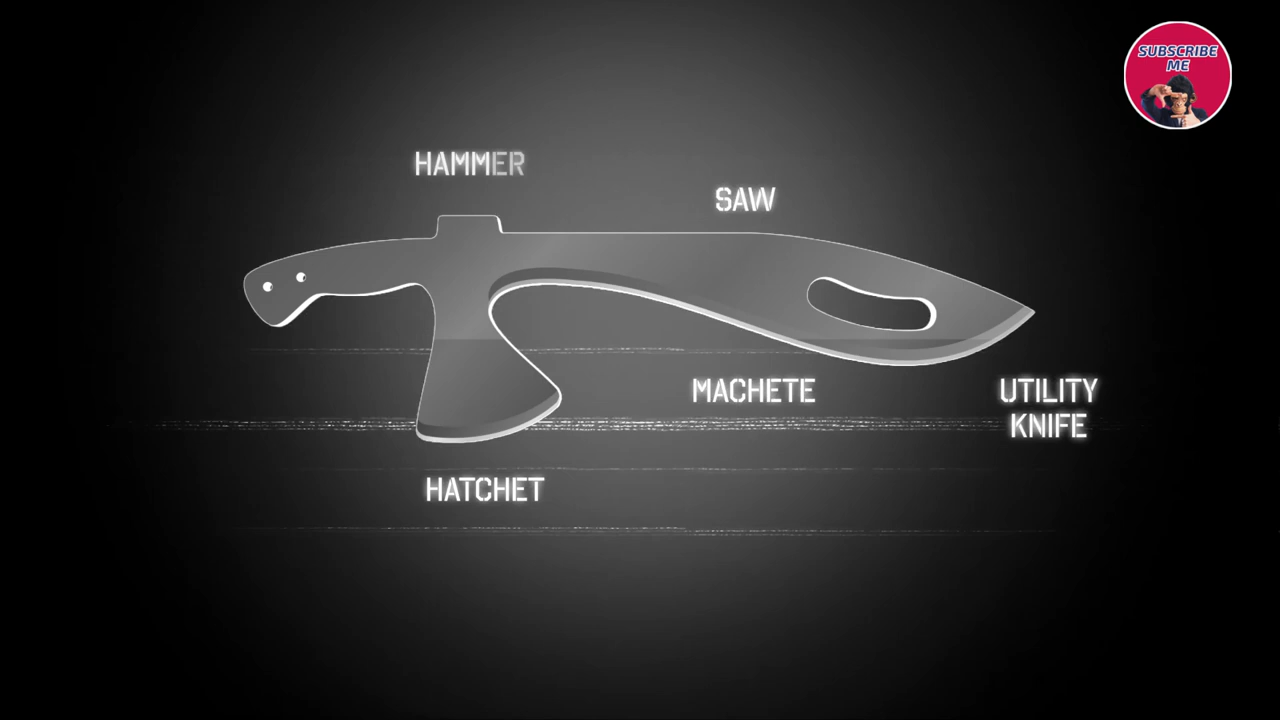 SUBSCRIBE
ME
HAMMER
SAW
MACHETE
UTILITY
KNIFE
HATCHET